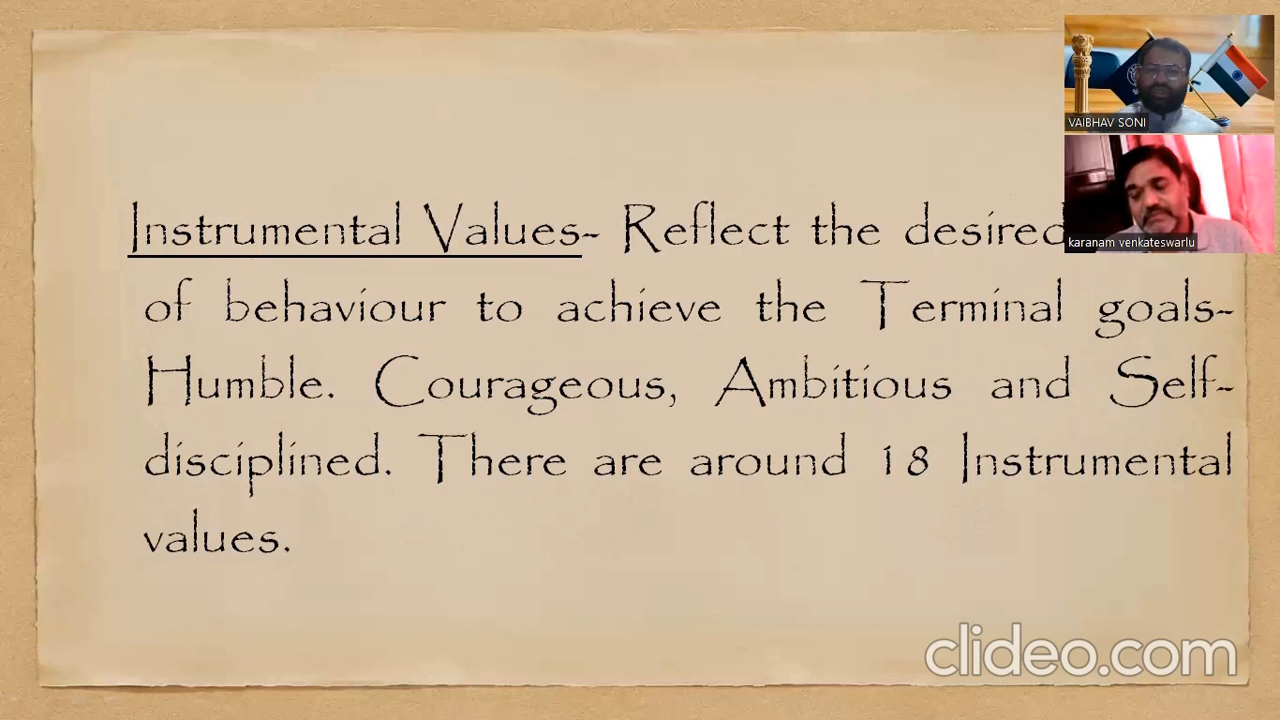 VAIBHAV SONI
karanam venkateswarlu
Instrumental Values- Reflect the desired
of behaviour to achieve the Terminal goals-
Humble. Courageous, Ambitious and Self-
disciplined. There are around 18 Instrumental
values.
clideo.com